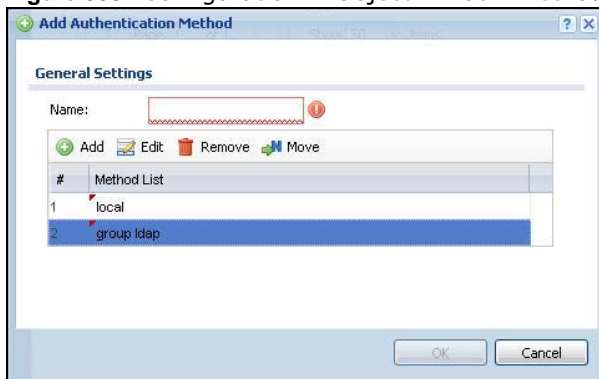 Add Authentication Method
General Settings
Name:
Add Edit Remove Move
# Method List
1 local
2 group ldap
OK Cancel